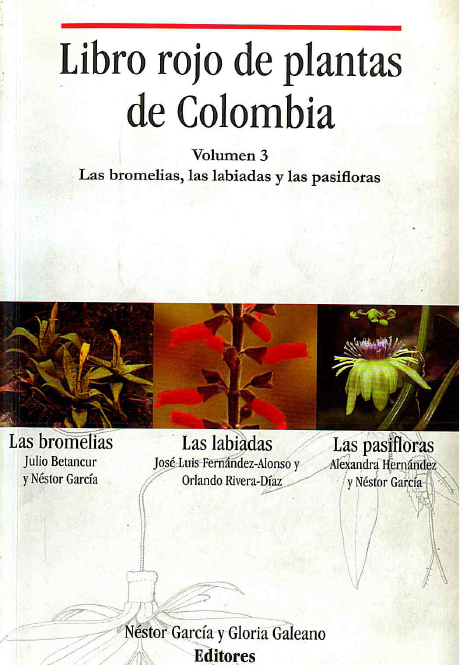 Libro rojo de plantas
de Colombia
Volumen 3
Las bromelias, las labiadas y las pasifloras
Las bromelias
Julio Betancur
y Néstor García
Las labiadas
José Luis Fernández-Alonso y
Orlando Rivera-Díaz
Las pasifloras
Alexandra Hernández
y Néstor García
Néstor García y Gloria Galeano
Editores